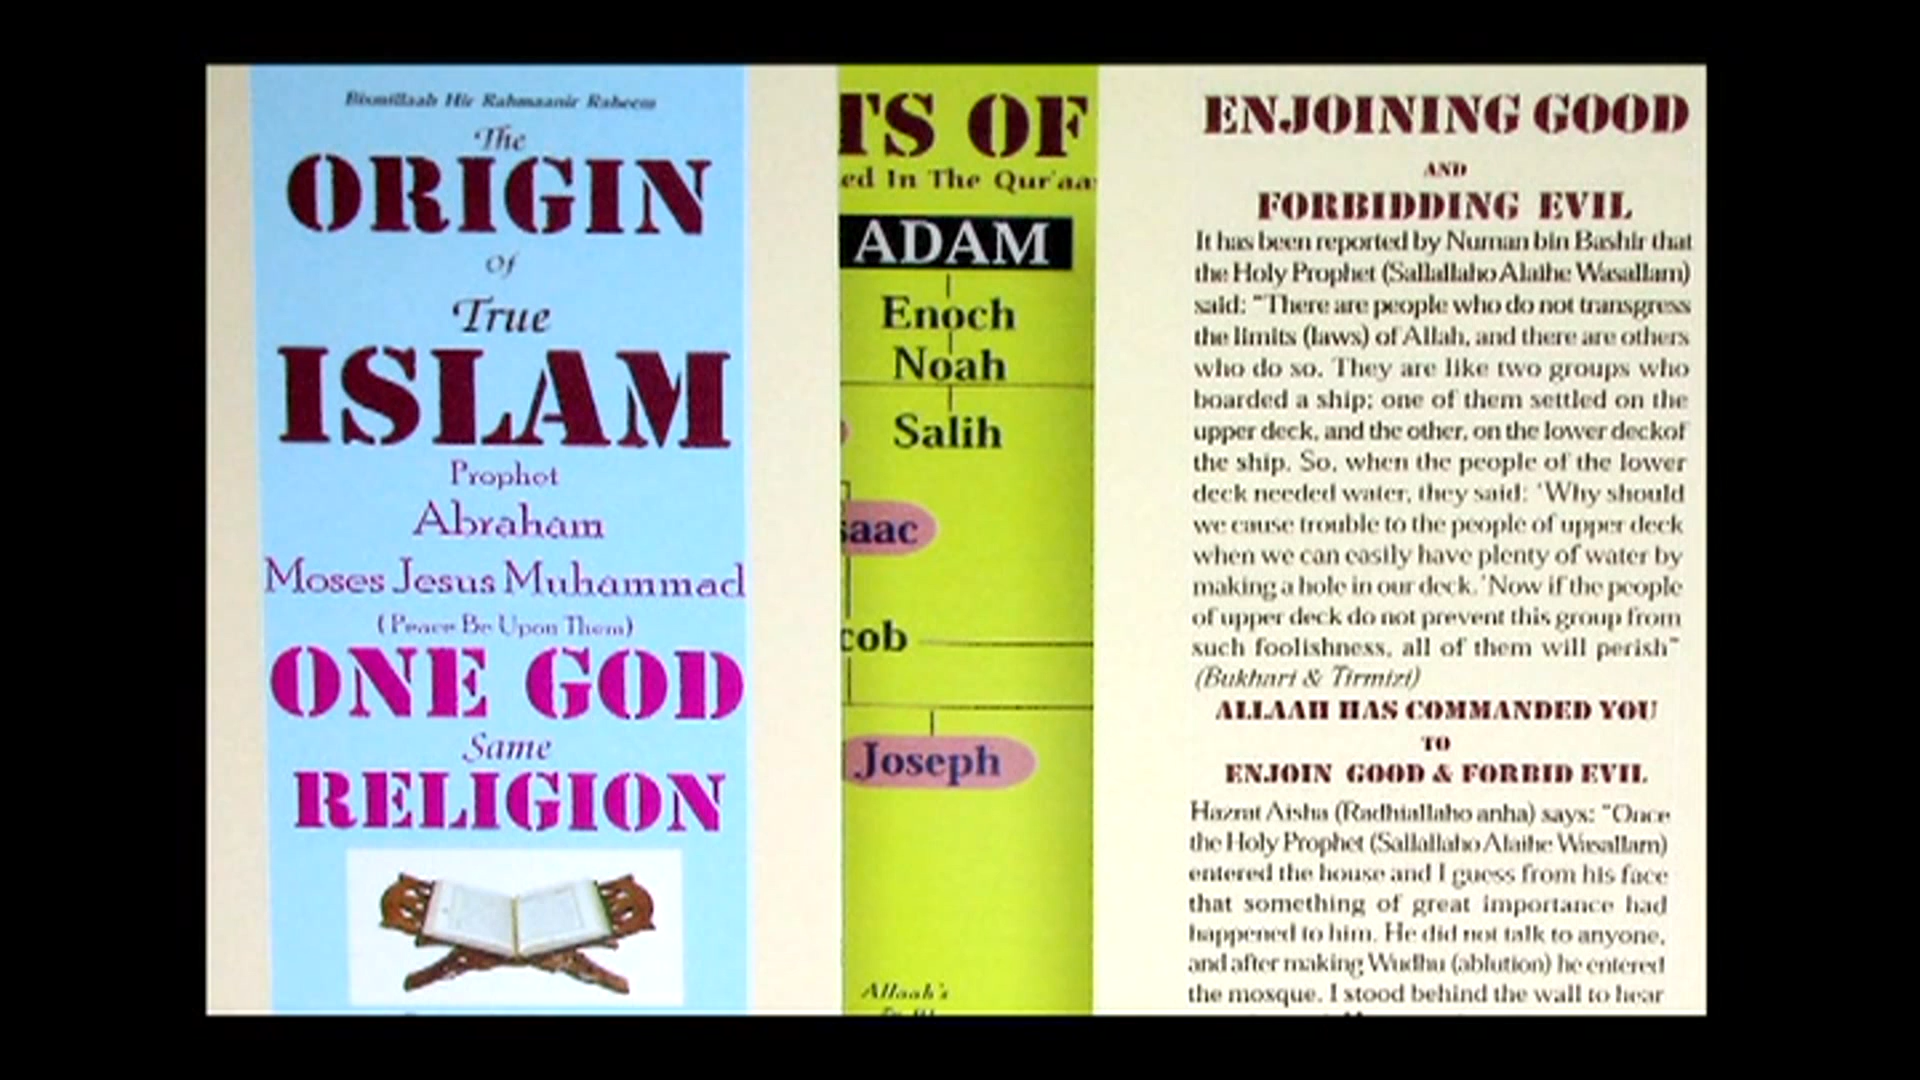 Bismillaah Hir Rahmaanir Raheem
The
ORIGIN
Of
True
ISLAM
Prophet
Abraham
Moses Jesus Muhammad
(Peace Be Upon Them)
ONE GOD
Same
RELIGION
TS OF
ed In The Qur'aa
ADAM
Enoch
Noah
Salih
saac
cob
Joseph
Allaah's
ENJOINING GOOD
AND
FORBIDDING EVIL
It has been reported by Numan bin Bashir that
the Holy Prophet (Sallallaho Alaihe Wasallam)
said: "There are people who do not transgress
the limits (laws) of Allah, and there are others
who do so. They are like two groups who
boarded a ship; one of them settled on the
upper deck, and the other, on the lower deckof
the ship. So, when the people of the lower
deck needed water, they said: 'Why should
we cause trouble to the people of upper deck
when we can easily have plenty of water by
making a hole in our deck.' Now if the people
of upper deck do not prevent this group from
such foolishness, all of them will perish"
(Bukhari & Tirmizi)
ALLAAH HAS COMMANDED YOU
TO
ENJOIN GOOD & FORBID EVIL
Hazrat Aisha (Radhiallaho anha) says: "Once
the Holy Prophet (Sallallaho Alaihe Wasallam)
entered the house and I guess from his face
that something of great importance had
happened to him. He did not talk to anyone,
and after making Wudhu (ablution) he entered
the mosque. I stood behind the wall to hear